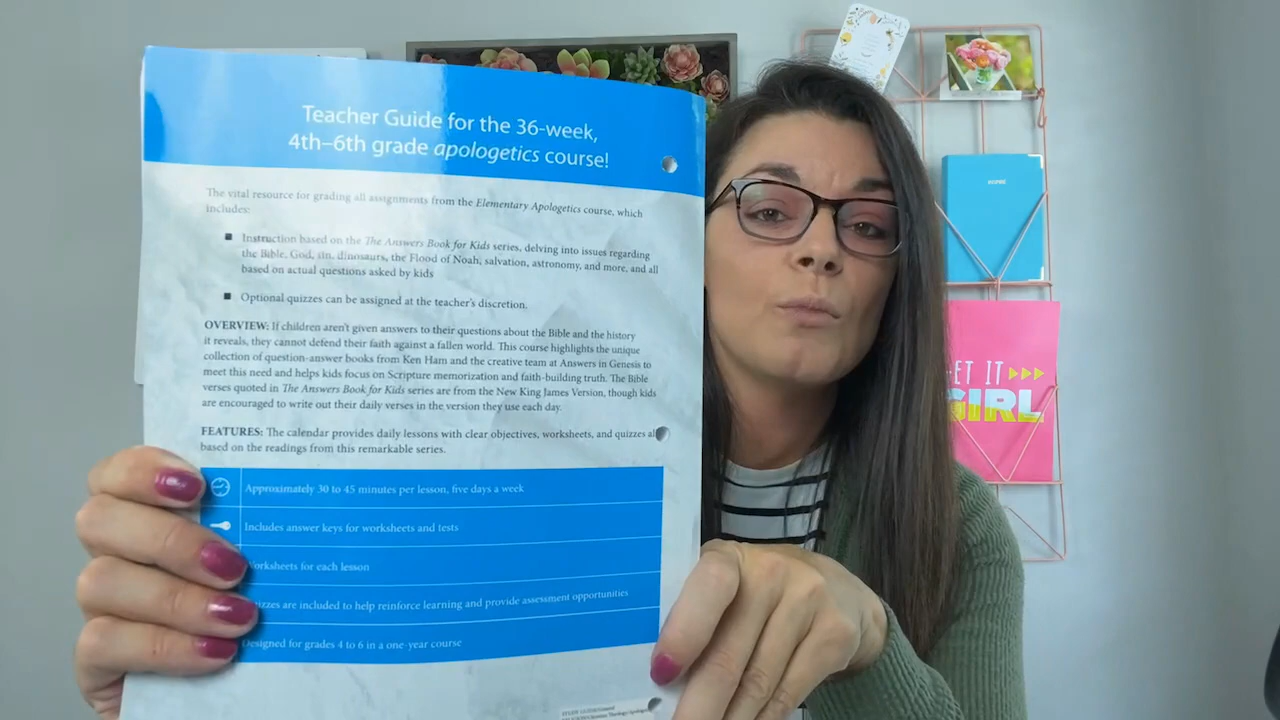 Teacher Guide for the 36-week,
4th–6th grade apologetics course!
The vital resource for grading all assignments from the Elementary Apologetics course, which
includes:
■ Instruction based on the The Answers Book for Kids series, delving into issues regarding
the Bible, God, sin, dinosaurs, the Flood of Noah, salvation, astronomy, and more, and all
based on actual questions asked by kids
■ Optional quizzes can be assigned at the teacher's discretion.
OVERVIEW: If children aren't given answers to their questions about the Bible and the history
it reveals, they cannot defend their faith against a fallen world. This course highlights the unique
collection of question-answer books from Ken Ham and the creative team at Answers in Genesis to
meet this need and helps kids focus on Scripture memorization and faith-building truth. The Bible
verses quoted in The Answers Book for Kids series are from the New King James Version, though kids
are encouraged to write out their daily verses in the version they use each day.
FEATURES: The calendar provides daily lessons with clear objectives, worksheets, and quizzes al
based on the readings from this remarkable series.
Approximately 30 to 45 minutes per lesson, five days a week
Includes answer keys for worksheets and tests
Worksheets for each lesson
uizzes are included to help reinforce learning and provide assessment opportunities
Designed for grades 4 to 6 in a one-year course
ET IT
GIRL